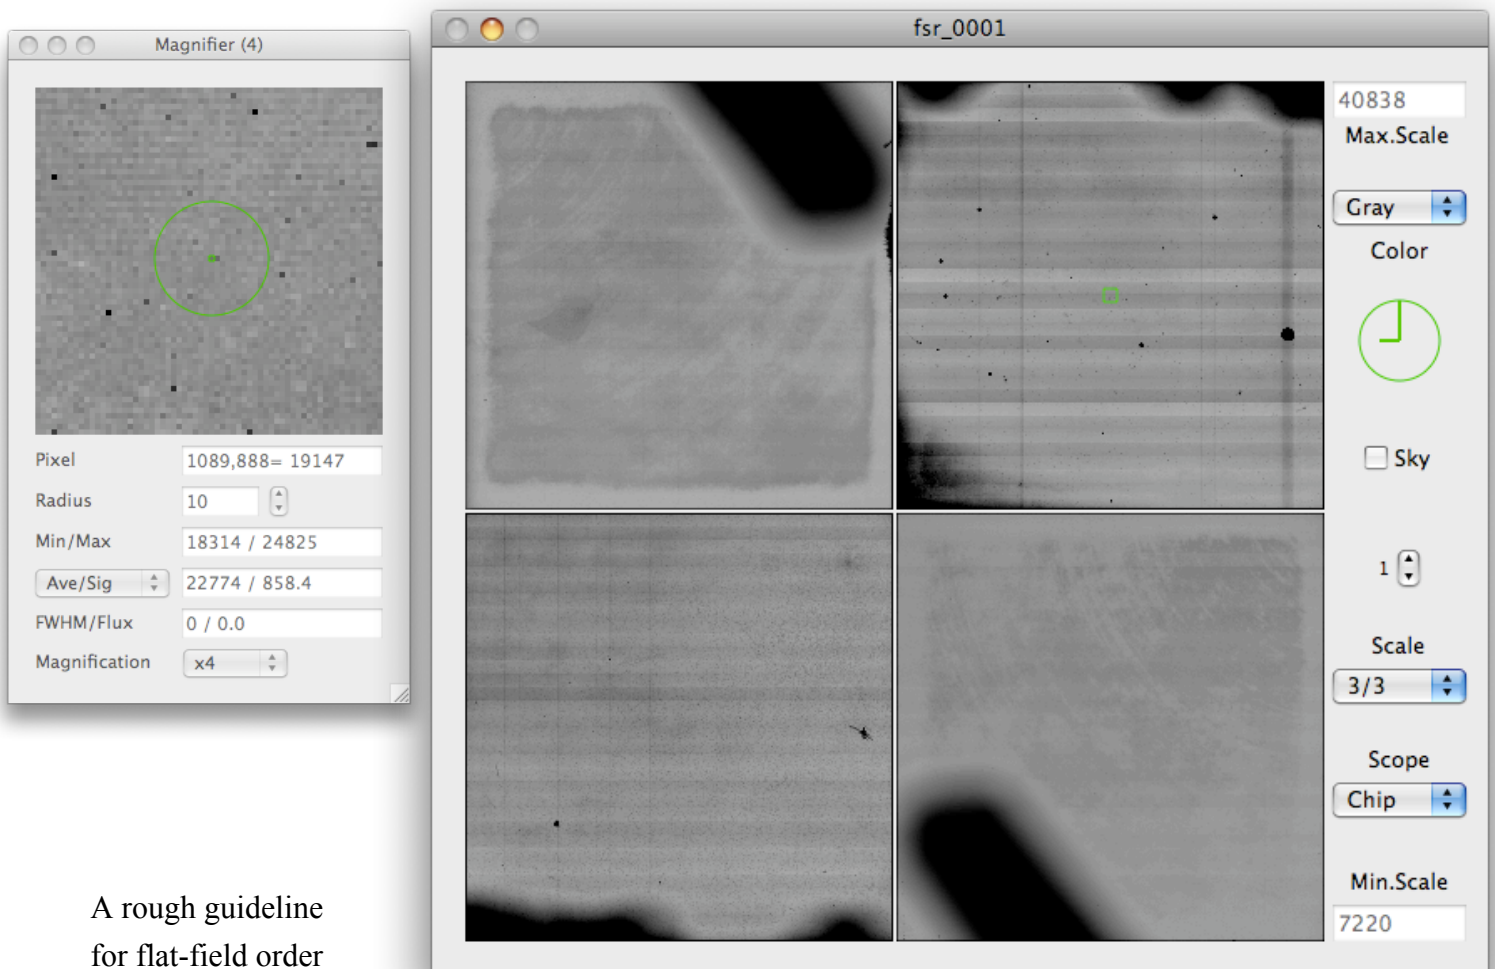 Magnifier (4)
Pixel 1089,888= 19147
Radius 10
Min/Max 18314 / 24825
Ave/Sig 22774 / 858.4
FWHM/Flux 0 / 0.0
Magnification x4
fsr_0001
40838
Max.Scale
Gray
Color
Sky
1
Scale
3/3
Scope
Chip
Min.Scale
7220
A rough guideline
for flat-field order